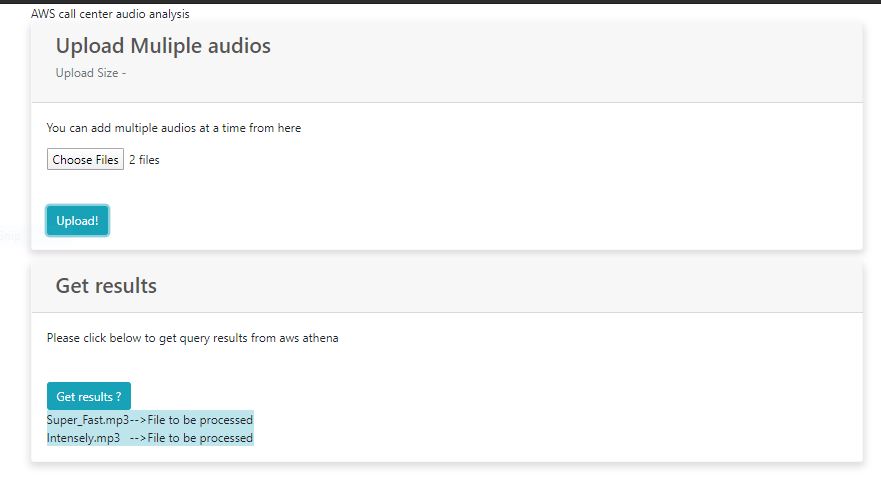 AWS call center audio analysis
Upload Muliple audios
Upload Size -
You can add multiple audios at a time from here
Choose Files 2 files
Upload!
Get results
Please click below to get query results from aws athena
Get results ?
Super_Fast.mp3-->File to be processed
Intensely.mp3 -->File to be processed